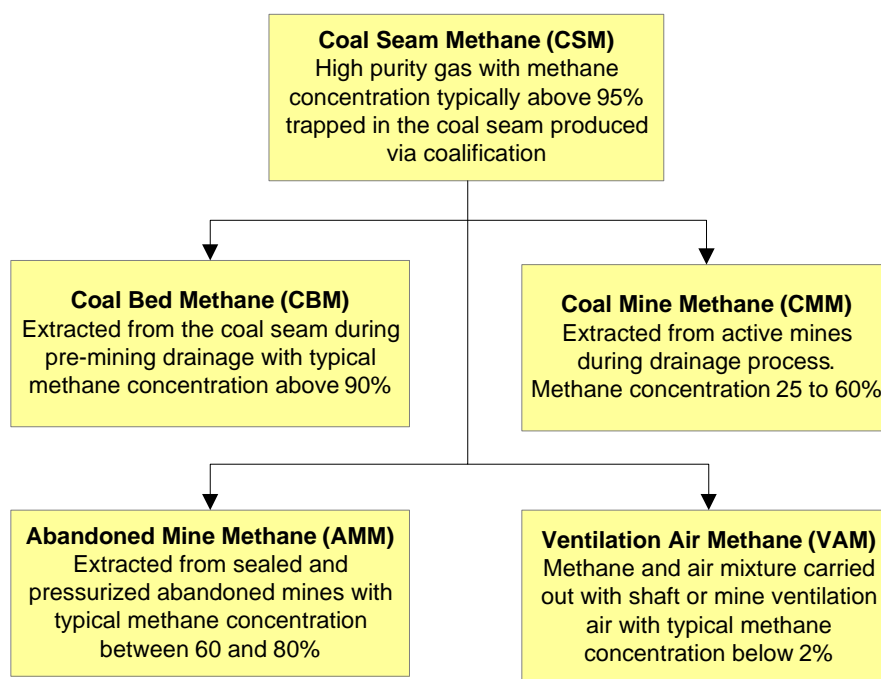 Coal Seam Methane (CSM)
High purity gas with methane
concentration typically above 95%
trapped in the coal seam produced
via coalification
Coal Bed Methane (CBM)
Extracted from the coal seam during
pre-mining drainage with typical
methane concentration above 90%
Coal Mine Methane (CMM)
Extracted from active mines
during drainage process.
Methane concentration 25 to 60%
Abandoned Mine Methane (AMM)
Extracted from sealed and
pressurized abandoned mines with
typical methane concentration
between 60 and 80%
Ventilation Air Methane (VAM)
Methane and air mixture carried
out with shaft or mine ventilation
air with typical methane
concentration below 2%